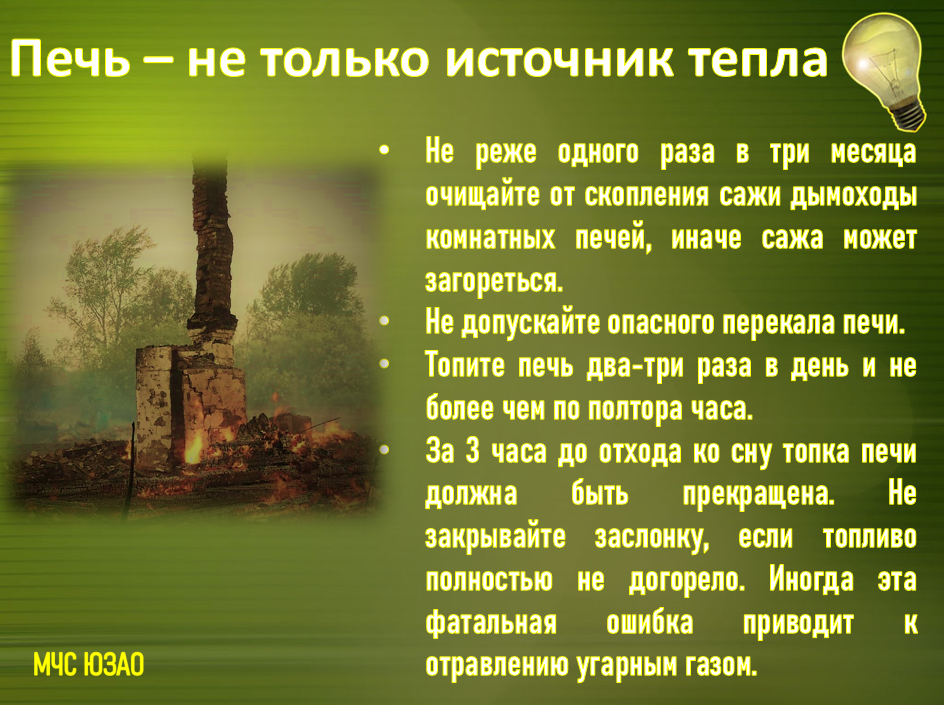 Печь – не только источник тепла
• Не реже одного раза в три месяца
очищайте от скопления сажи дымоходы
комнатных печей, иначе сажа может
загореться.
• Не допускайте опасного перекала печи.
• Топите печь два-три раза в день и не
более чем по полтора часа.
• За 3 часа до отхода ко сну топка печи
должна быть прекращена. Не
закрывайте заслонку, если топливо
полностью не догорело. Иногда эта
фатальная ошибка приводит к
отравлению угарным газом.
МЧС ЮЗАО